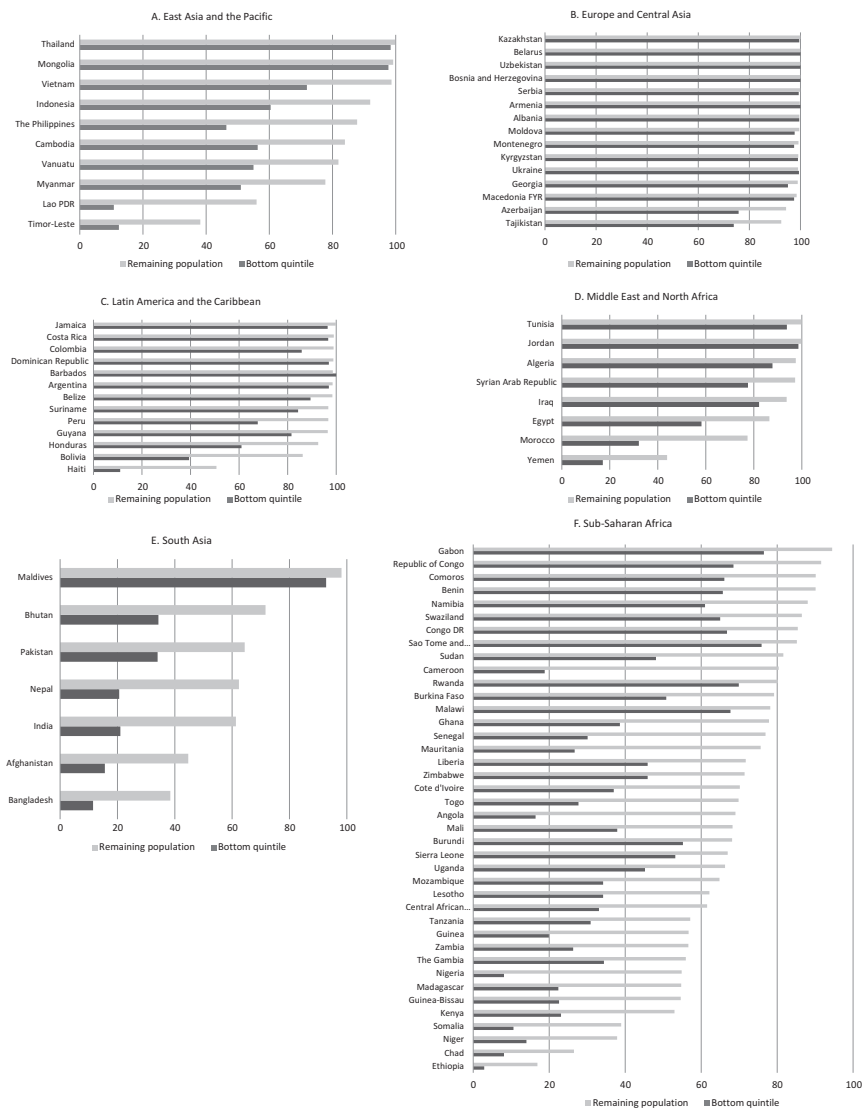 A. East Asia and the Pacific
Thailand
Mongolia
Vietnam
Indonesia
The Philippines
Cambodia
Vanuatu
Myanmar
Lao PDR
Timor-Leste
0 20 40 60 80 100
Remaining population Bottom quintile
B. Europe and Central Asia
Kazakhstan
Belarus
Uzbekistan
Bosnia and Herzegovina
Serbia
Armenia
Albania
Moldova
Montenegro
Kyrgyzstan
Ukraine
Georgia
Macedonia FYR
Azerbaijan
Tajikistan
0 20 40 60 80 100
Remaining population Bottom quintile
C. Latin America and the Caribbean
Jamaica
Costa Rica
Colombia
Dominican Republic
Barbados
Argentina
Belize
Suriname
Peru
Guyana
Honduras
Bolivia
Haiti
0 20 40 60 80 100
Remaining population Bottom quintile
D. Middle East and North Africa
Tunisia
Jordan
Algeria
Syrian Arab Republic
Iraq
Egypt
Morocco
Yemen
0 20 40 60 80 100
Remaining population Bottom quintile
E. South Asia
Maldives
Bhutan
Pakistan
Nepal
India
Afghanistan
Bangladesh
0 20 40 60 80 100
Remaining population Bottom quintile
F. Sub-Saharan Africa
Gabon
Republic of Congo
Comoros
Benin
Namibia
Swaziland
Congo DR
Sao Tome and...
Sudan
Cameroon
Rwanda
Burkina Faso
Malawi
Ghana
Senegal
Mauritania
Liberia
Zimbabwe
Cote d'Ivoire
Togo
Angola
Mali
Burundi
Sierra Leone
Uganda
Mozambique
Lesotho
Central African...
Tanzania
Guinea
Zambia
The Gambia
Nigeria
Madagascar
Guinea-Bissau
Kenya
Somalia
Niger
Chad
Ethiopia
0 20 40 60 80 100
Remaining population Bottom quintile